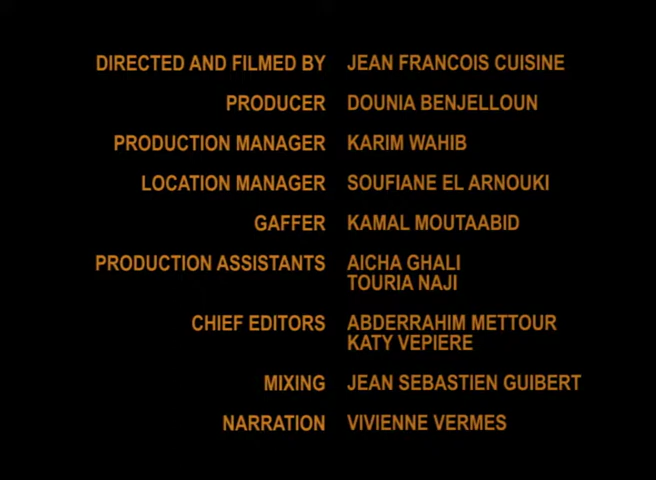 DIRECTED AND FILMED BY JEAN FRANCOIS CUISINE
PRODUCER DOUNIA BENJELLOUN
PRODUCTION MANAGER KARIM WAHIB
LOCATION MANAGER SOUFIANE EL ARNOUKI
GAFFER KAMAL MOUTAABID
PRODUCTION ASSISTANTS AICHA GHALI
TOURIA NAJI
CHIEF EDITORS ABDERRAHIM METTOUR
KATY VEPIERE
MIXING JEAN SEBASTIEN GUIBERT
NARRATION VIVIENNE VERMES